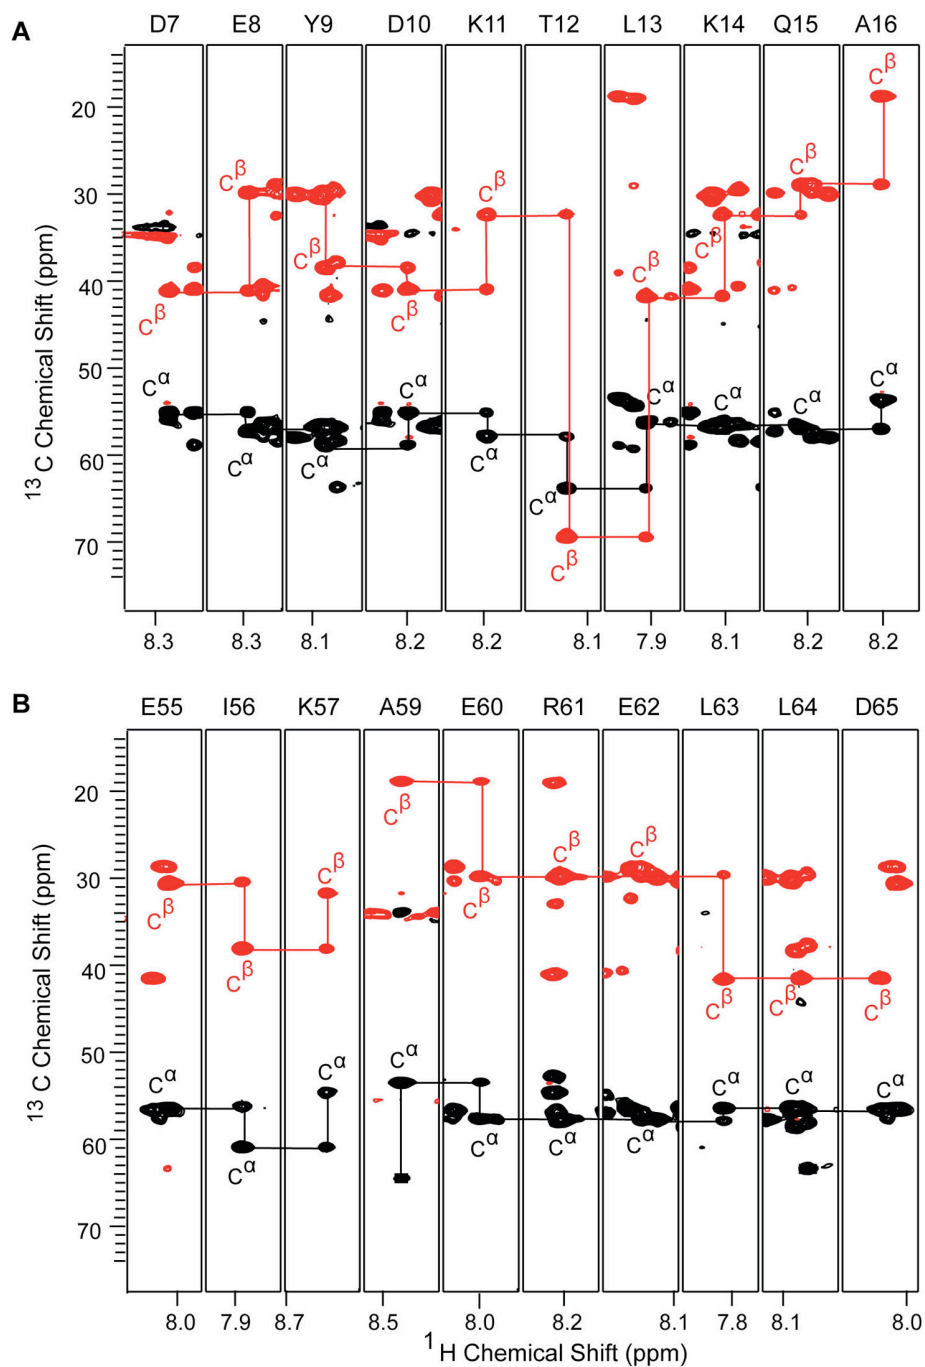 A
D7 E8 Y9 D10 K11 T12 L13 K14 Q15 A16
13C Chemical Shift (ppm)
20
30
40
50
60
70
Cβ
Cβ
Cβ
Cβ
Cβ
Cβ
Cβ
Cβ
Cβ
Cβ
Cα
Cα
Cα
Cα
Cα
Cα
Cα
Cα
Cα
Cα
8.3 8.3 8.1 8.2 8.2 8.1 7.9 8.1 8.2 8.2
B
E55 I56 K57 A59 E60 R61 E62 L63 L64 D65
13C Chemical Shift (ppm)
20
30
40
50
60
70
Cβ
Cβ
Cβ
Cβ
Cβ
Cβ
Cβ
Cβ
Cβ
Cβ
Cα
Cα
Cα
Cα
Cα
Cα
Cα
Cα
Cα
Cα
8.0 7.9 8.7 8.5 8.0 8.2 8.1 7.8 8.1 8.0
1H Chemical Shift (ppm)